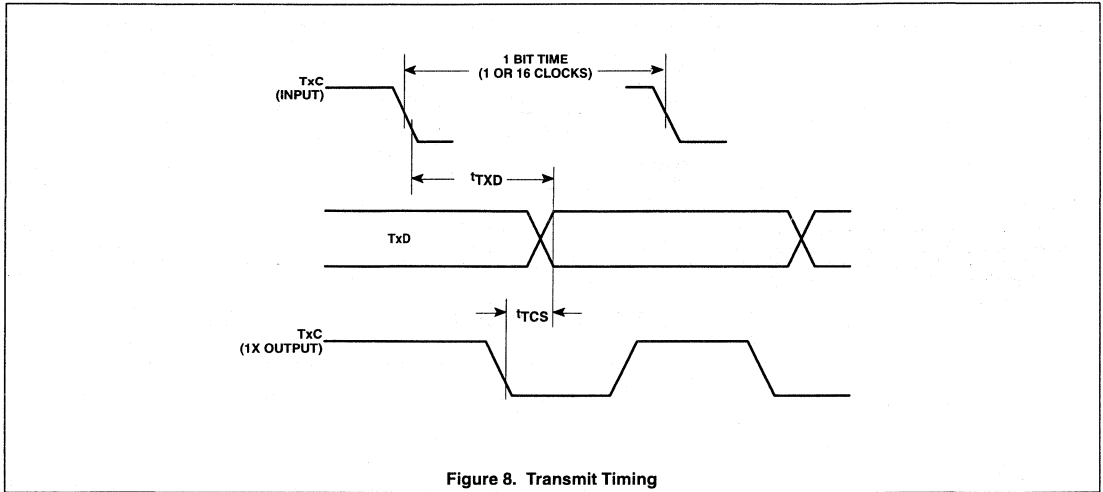 1 BIT TIME
(1 OR 16 CLOCKS)
TxC
(INPUT)
tTXD
TxD
tTCS
TxC
(1X OUTPUT)
Figure 8. Transmit Timing